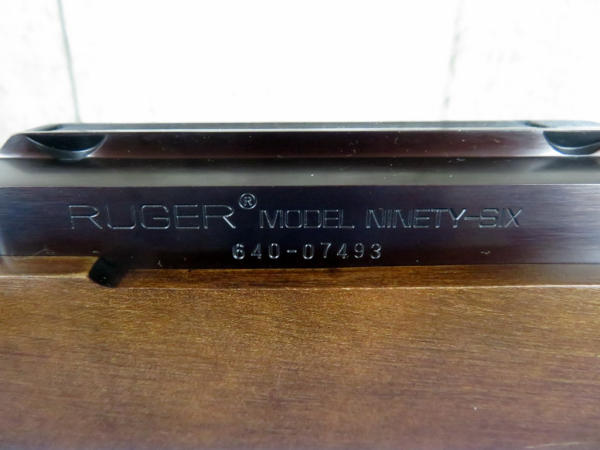 RUGER® MODEL NINETY-SIX
640-07493